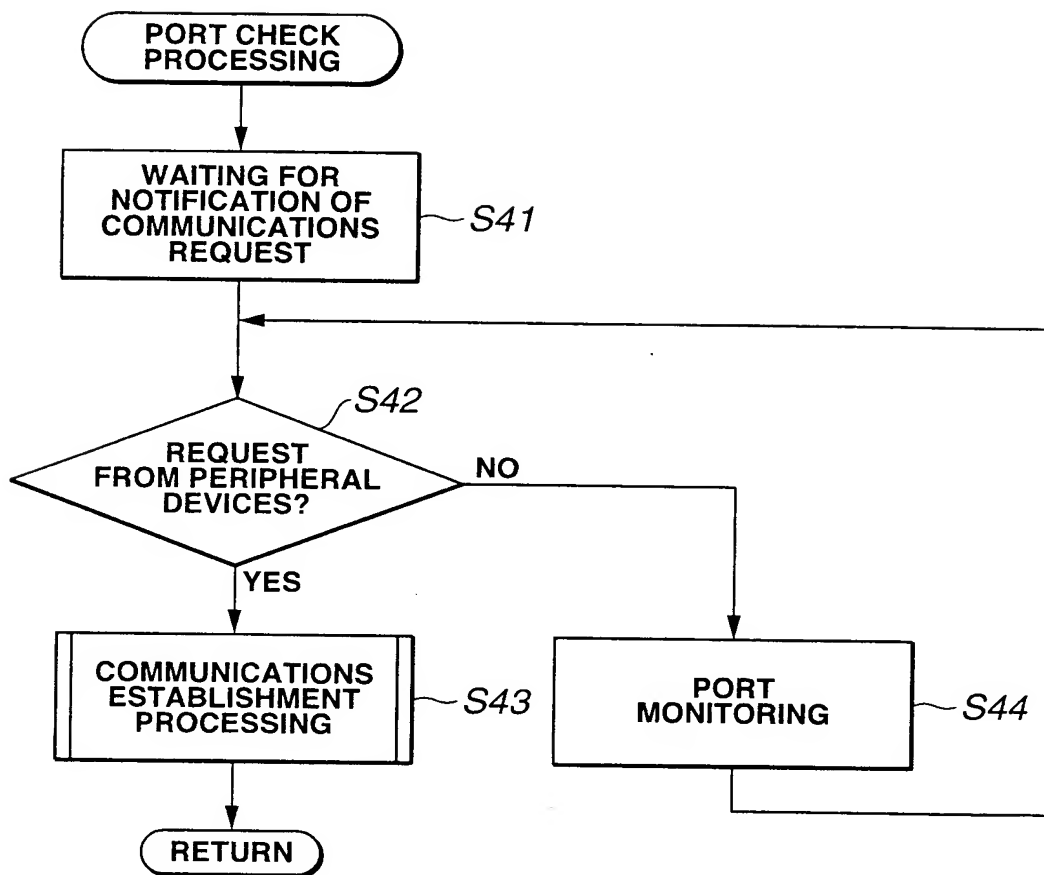 PORT CHECK
PROCESSING
WAITING FOR
NOTIFICATION OF
COMMUNICATIONS
REQUEST
S41
S42
REQUEST
FROM PERIPHERAL
DEVICES?
NO
YES
COMMUNICATIONS
ESTABLISHMENT
PROCESSING
S43
PORT
MONITORING
S44
RETURN